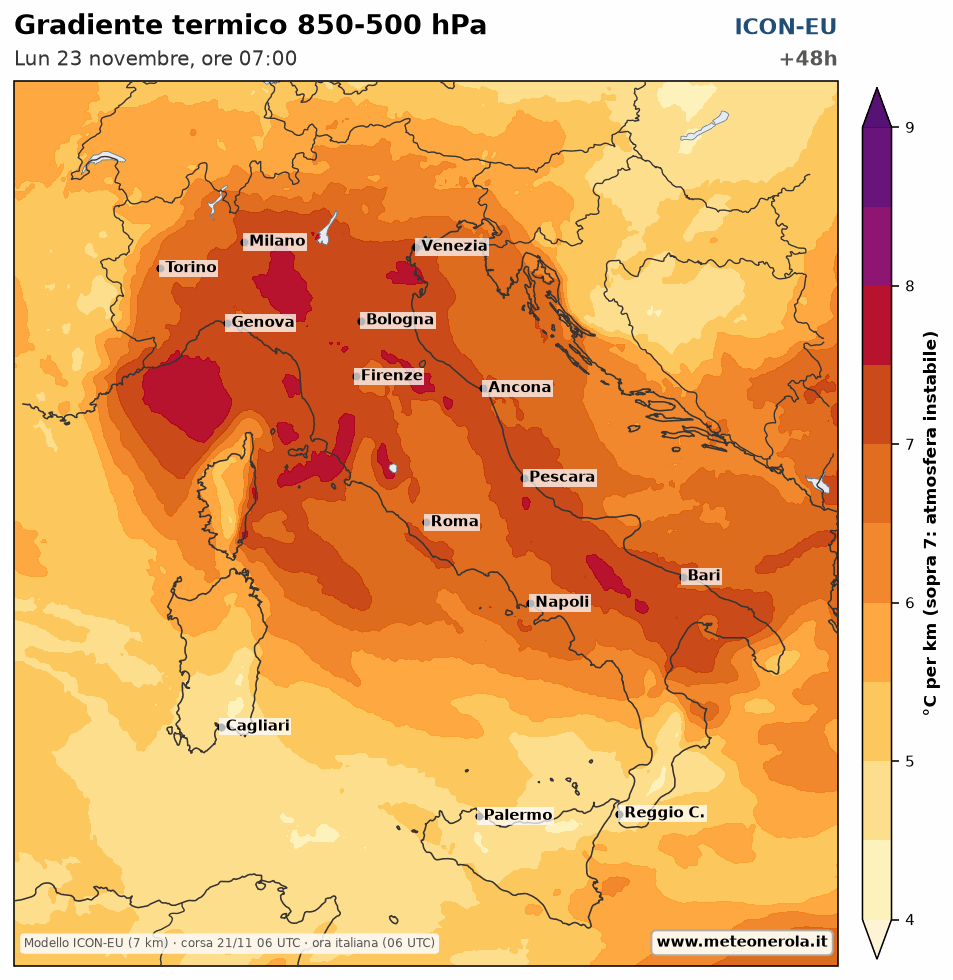 Gradiente termico 850-500 hPa
ICON-EU
Lun 23 novembre, ore 07:00
+48h
Milano
Venezia
Torino
Genova
Bologna
Firenze
Ancona
Pescara
Roma
Bari
Napoli
Cagliari
Palermo
Reggio C.
9
8
7
6
5
4
°C per km (sopra 7: atmosfera instabile)
Modello ICON-EU (7 km) · corsa 21/11 06 UTC · ora italiana (06 UTC)
www.meteonerola.it